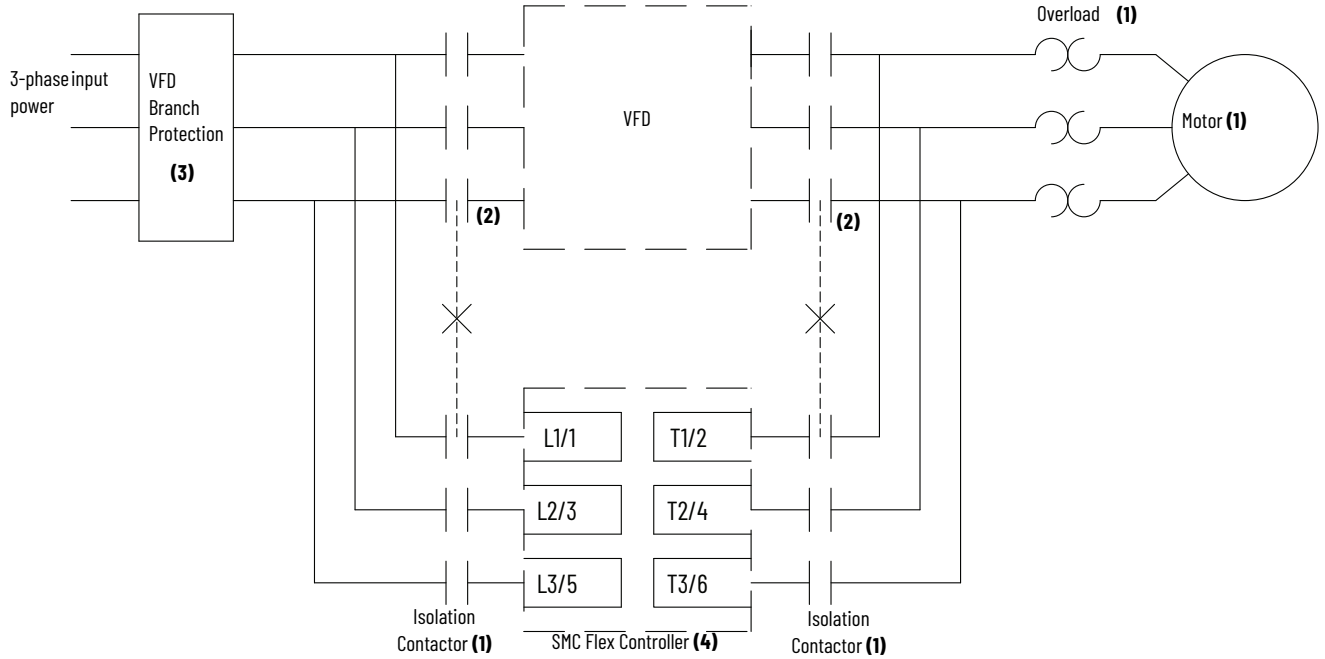 Overload (1)
3-phase input
power
VFD
Branch
Protection
(3)
VFD
Motor (1)
(2)
(2)
L1/1
T1/2
L2/3
T2/4
L3/5
T3/6
Isolation
Contactor (1)
SMC Flex Controller (4)
Isolation
Contactor (1)